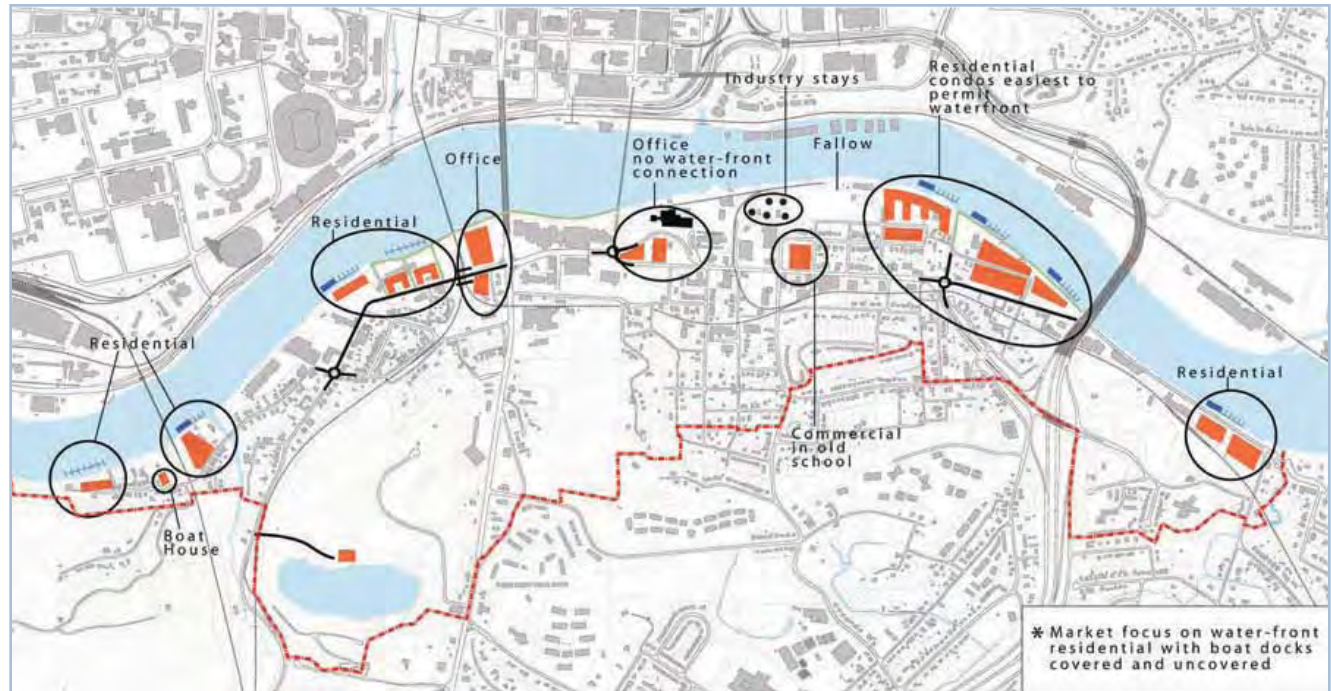 Industry stays
Residential
condos easiest to
permit
waterfront
Office
Office
no water-front
connection
Fallow
Residential
Residential
Residential
Commercial
in old
school
Boat
House
* Market focus on water-front
residential with boat docks
covered and uncovered